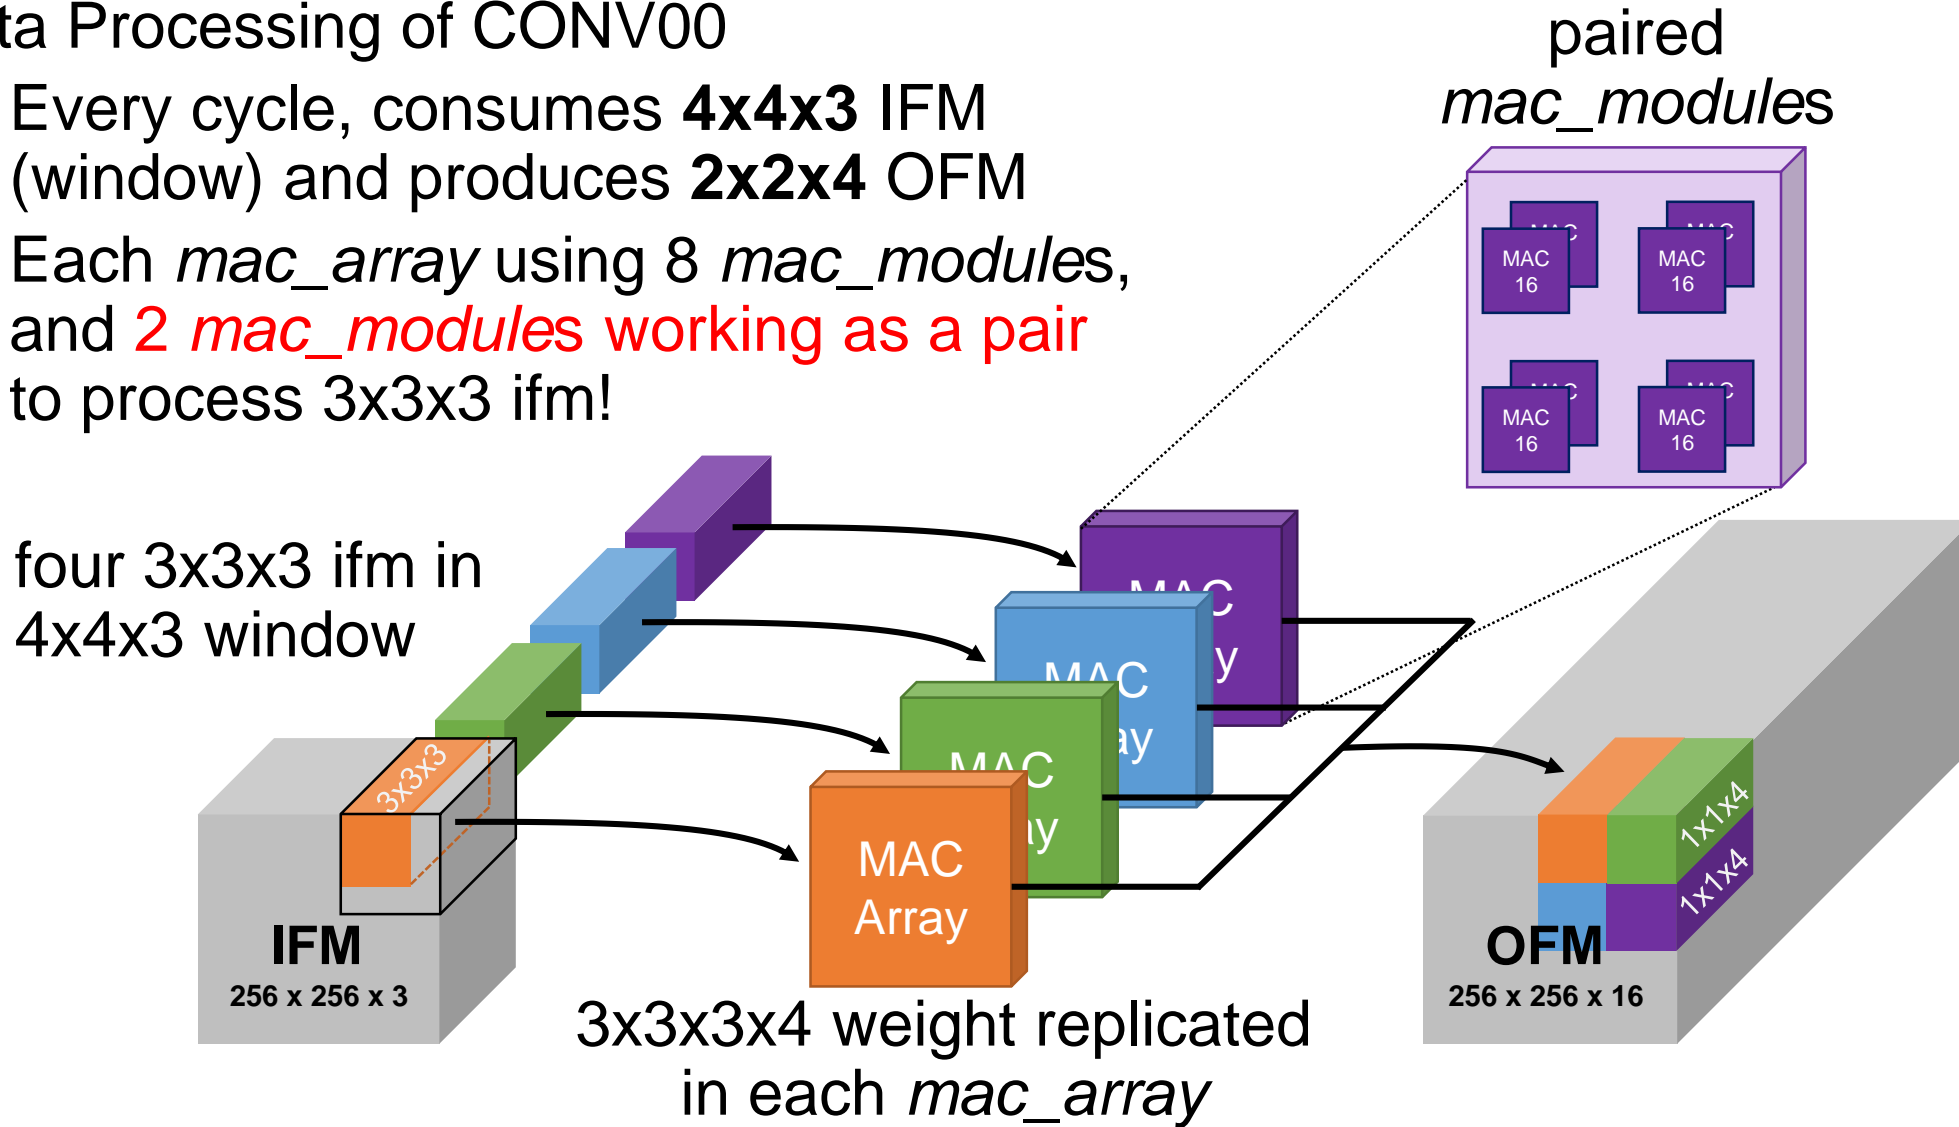 ta Processing of CONV00
Every cycle, consumes 4x4x3 IFM
(window) and produces 2x2x4 OFM
Each mac_array using 8 mac_modules,
and 2 mac_modules working as a pair
to process 3x3x3 ifm!
paired
mac_modules
MAC
16
MAC
16
MAC
16
MAC
16
four 3x3x3 ifm in
4x4x3 window
3x3x3
MAC
MAC
MAC
MAC
Array
1x1x4
1x1x4
IFM
256 x 256 x 3
OFM
256 x 256 x 16
3x3x3x4 weight replicated
in each mac_array